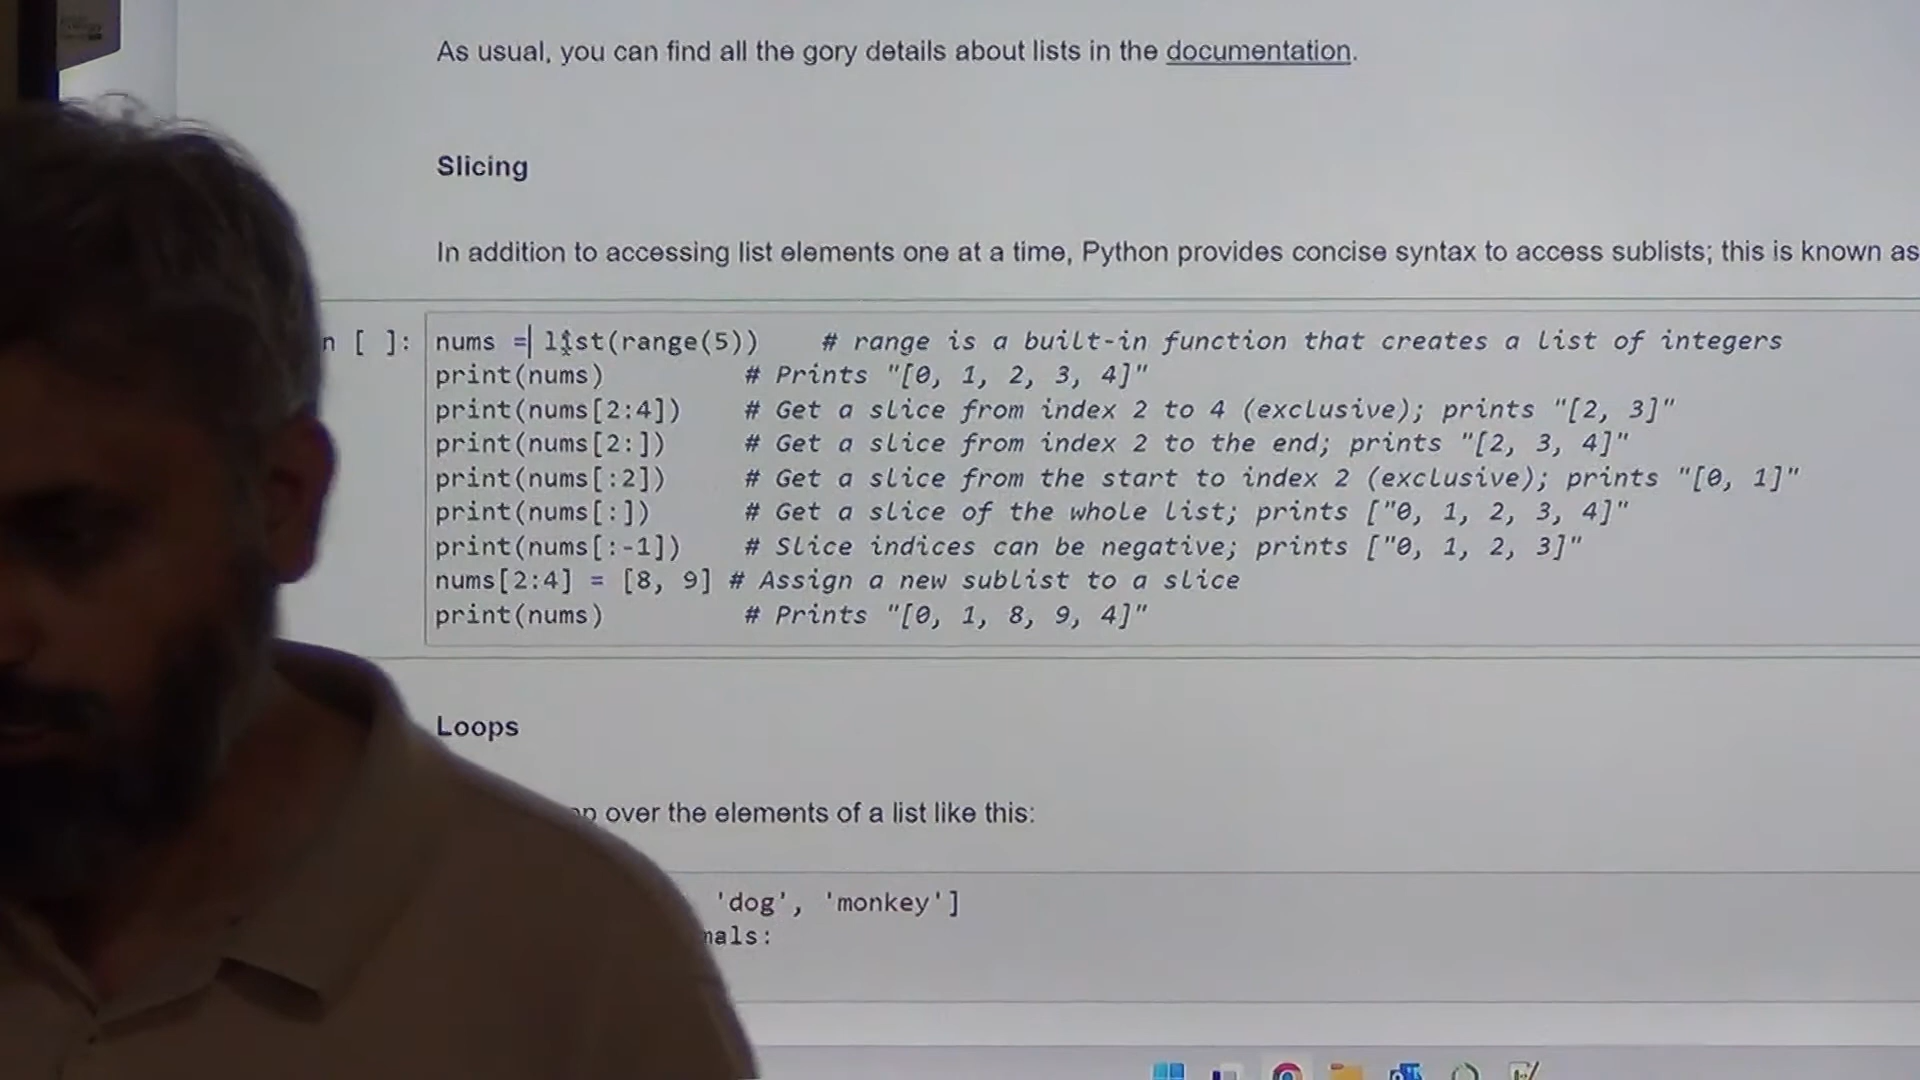 As usual, you can find all the gory details about lists in the documentation.
Slicing
In addition to accessing list elements one at a time, Python provides concise syntax to access sublists; this is known as
n [ ]: nums = list(range(5))    # range is a built-in function that creates a list of integers
print(nums)         # Prints "[0, 1, 2, 3, 4]"
print(nums[2:4])    # Get a slice from index 2 to 4 (exclusive); prints "[2, 3]"
print(nums[2:])     # Get a slice from index 2 to the end; prints "[2, 3, 4]"
print(nums[:2])     # Get a slice from the start to index 2 (exclusive); prints "[0, 1]"
print(nums[:])      # Get a slice of the whole list; prints ["0, 1, 2, 3, 4]"
print(nums[:-1])    # Slice indices can be negative; prints ["0, 1, 2, 3]"
nums[2:4] = [8, 9] # Assign a new sublist to a slice
print(nums)         # Prints "[0, 1, 8, 9, 4]"
Loops
over the elements of a list like this:
'dog', 'monkey']
mals: